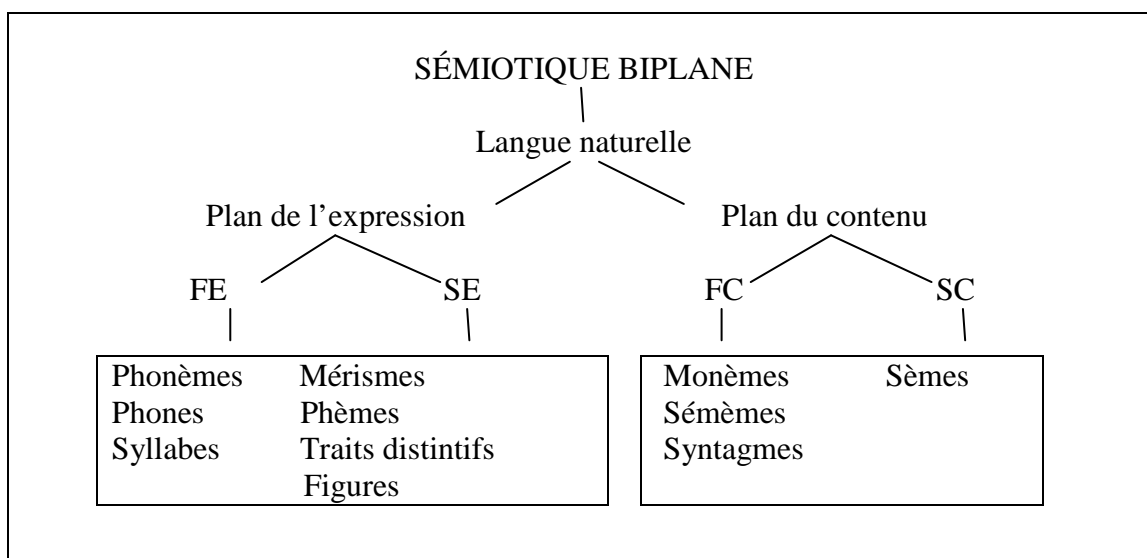 SÉMIOTIQUE BIPLANE
Langue naturelle
Plan de l’expression Plan du contenu
FE SE FC SC
Phonèmes Mérismes Monèmes Sèmes
Phones Phèmes Sémèmes
Syllabes Traits distintifs Syntagmes
Figures